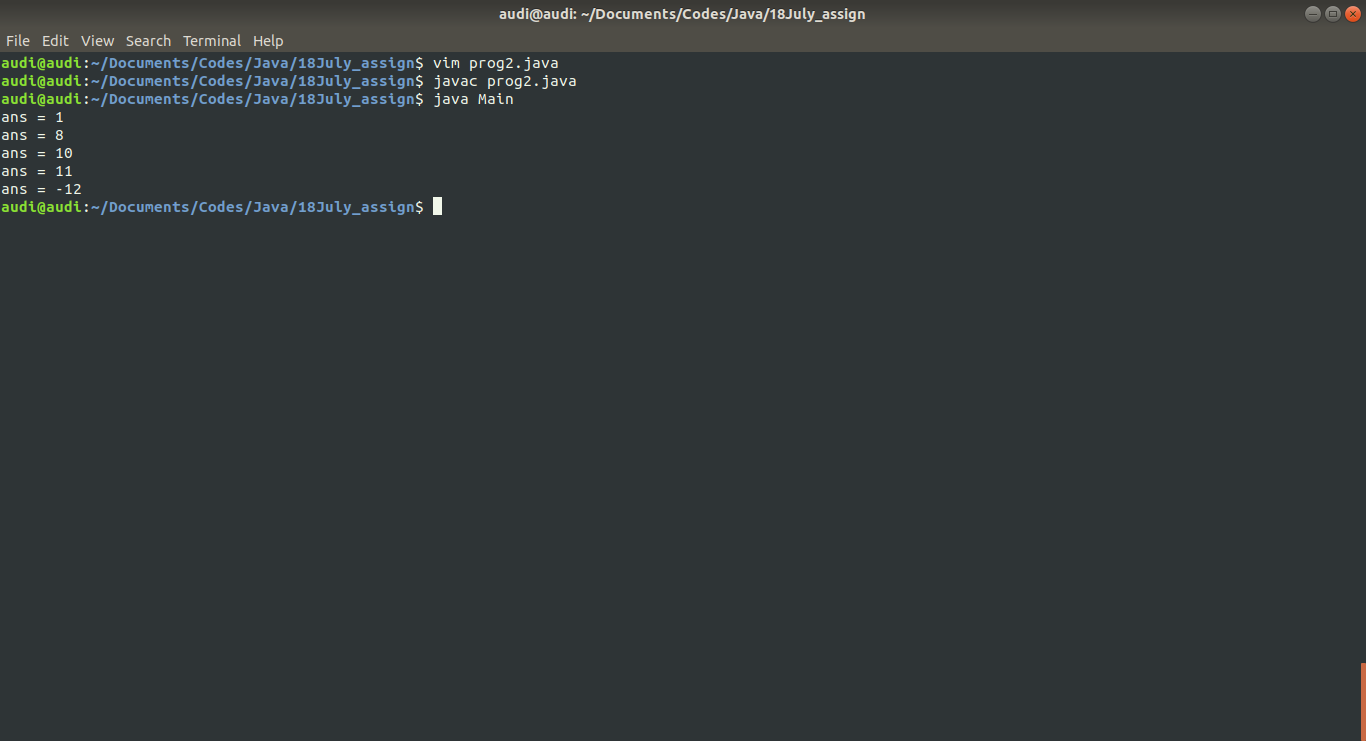 audi@audi: ~/Documents/Codes/Java/18July_assign
File Edit View Search Terminal Help
audi@audi:~/Documents/Codes/Java/18July_assign$ vim prog2.java
audi@audi:~/Documents/Codes/Java/18July_assign$ javac prog2.java
audi@audi:~/Documents/Codes/Java/18July_assign$ java Main
ans = 1
ans = 8
ans = 10
ans = 11
ans = -12
audi@audi:~/Documents/Codes/Java/18July_assign$